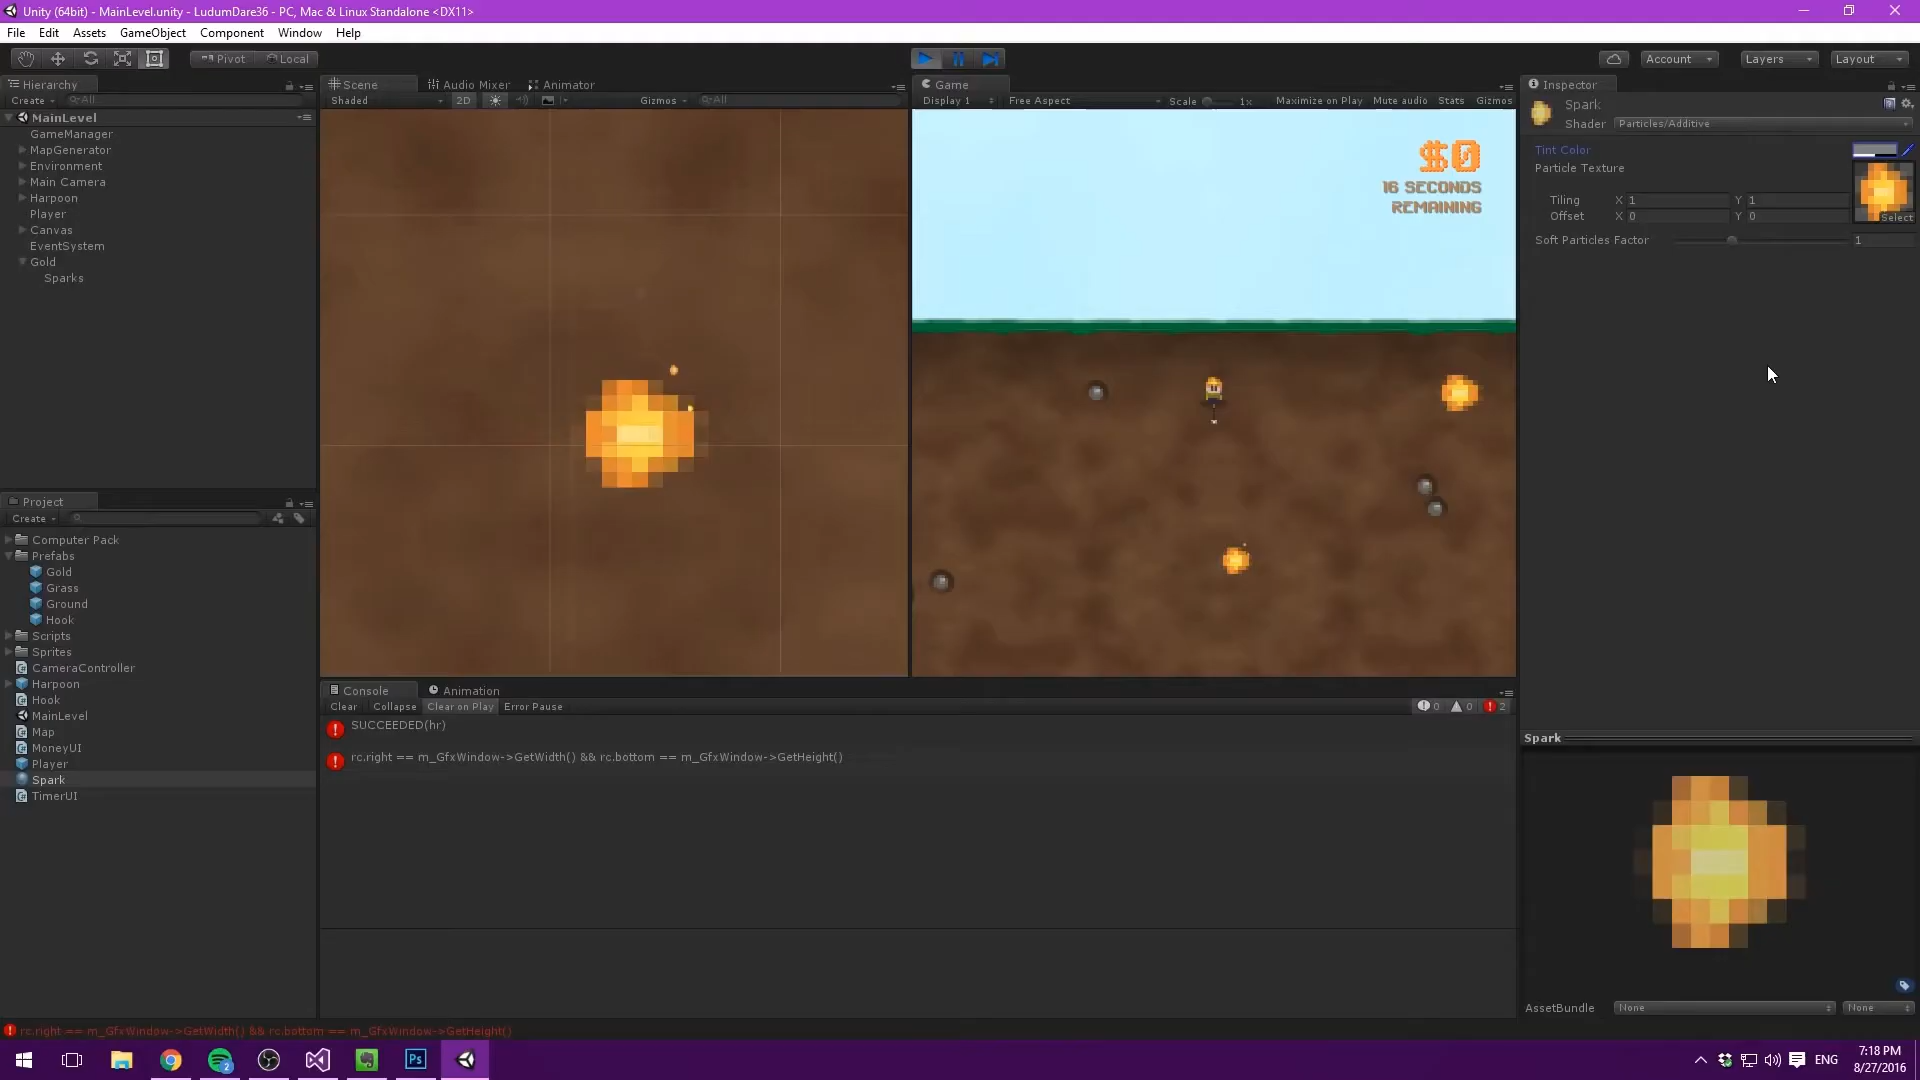 Unity (64bit) - MainLevel.unity - LudumDare36 - PC, Mac & Linux Standalone <DX11>
File Edit Assets GameObject Component Window Help
Pivot Local
Account Layers Layout
Hierarchy
Create All
MainLevel
GameManager
MapGenerator
Environment
Main Camera
Harpoon
Player
Canvas
EventSystem
Gold
Sparks
Project
Create
Computer Pack
Prefabs
Gold
Grass
Ground
Hook
Scripts
Sprites
CameraController
Harpoon
Hook
MainLevel
Map
MoneyUI
Player
Spark
TimerUI
Scene Audio Mixer Animator
Shaded 2D Gizmos All
Game
Display 1 Free Aspect Scale 1x Maximize on Play Mute audio Stats Gizmos
$0
16 SECONDS
REMAINING
Console Animation
Clear Collapse Clear on Play Error Pause 0 0 2
SUCCEEDED(hr)
rc.right == m_GfxWindow->GetWidth() && rc.bottom == m_GfxWindow->GetHeight()
Inspector
Spark
Shader Particles/Additive
Tint Color
Particle Texture
Tiling X 1 Y 1
Offset X 0 Y 0
Select
Soft Particles Factor 1
Spark
AssetBundle None None
rc.right == m_GfxWindow->GetWidth() && rc.bottom == m_GfxWindow->GetHeight()
2
Ps
ENG
7:18 PM
8/27/2016